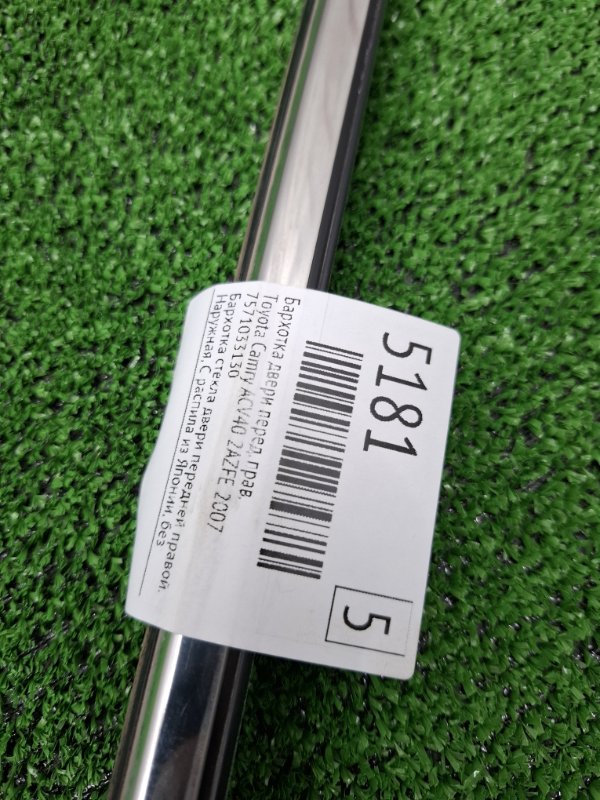 5181
5
Бархотка двери перед. прав.
Toyota Camry ACV40 2AZFE 2007
7571033130
Бархотка стекла двери передней правой.
Наружная. С распила из Японии, без